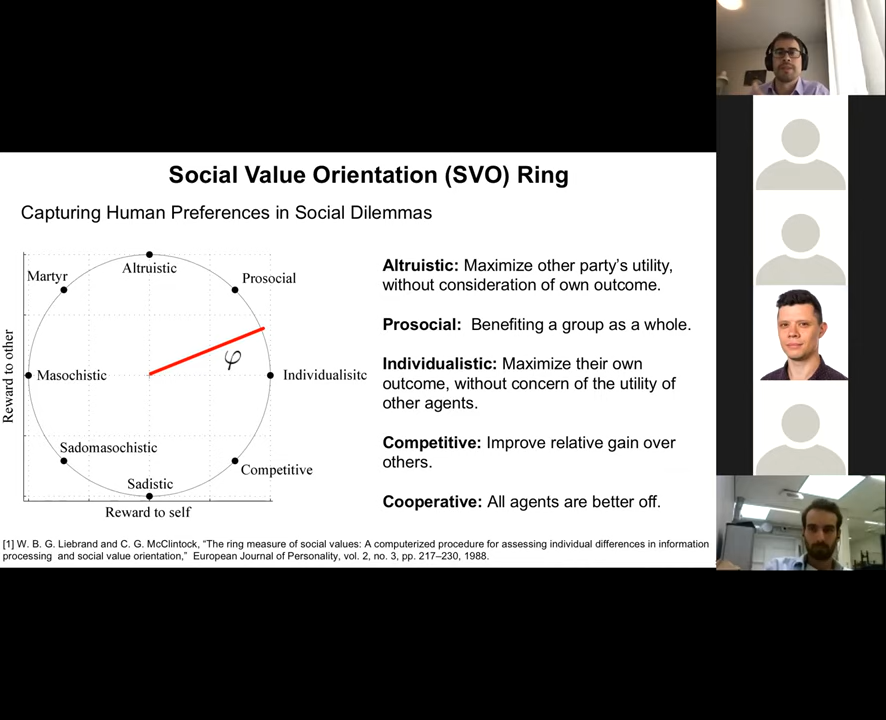 Social Value Orientation (SVO) Ring
Capturing Human Preferences in Social Dilemmas
Altruistic
Martyr
Prosocial
φ
Masochistic
Individualisitc
Sadomasochistic
Competitive
Sadistic
Reward to other
Reward to self
Altruistic: Maximize other party's utility,
without consideration of own outcome.
Prosocial: Benefiting a group as a whole.
Individualistic: Maximize their own
outcome, without concern of the utility of
other agents.
Competitive: Improve relative gain over
others.
Cooperative: All agents are better off.
[1] W. B. G. Liebrand and C. G. McClintock, “The ring measure of social values: A computerized procedure for assessing individual differences in information
processing and social value orientation,” European Journal of Personality, vol. 2, no. 3, pp. 217–230, 1988.